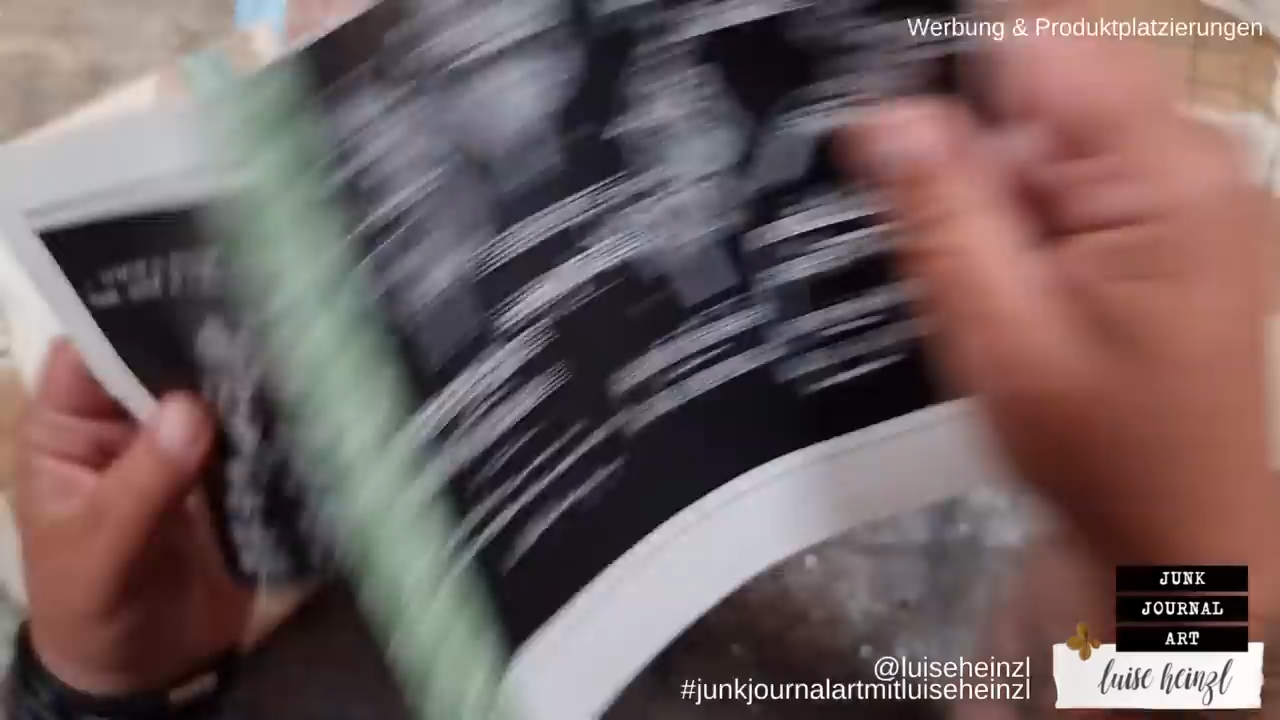 Werbung & Produktplatzierungen
JUNK
JOURNAL
ART
@luiseheinzl
#junkjournalartmitluiseheinzl
luise heinzl